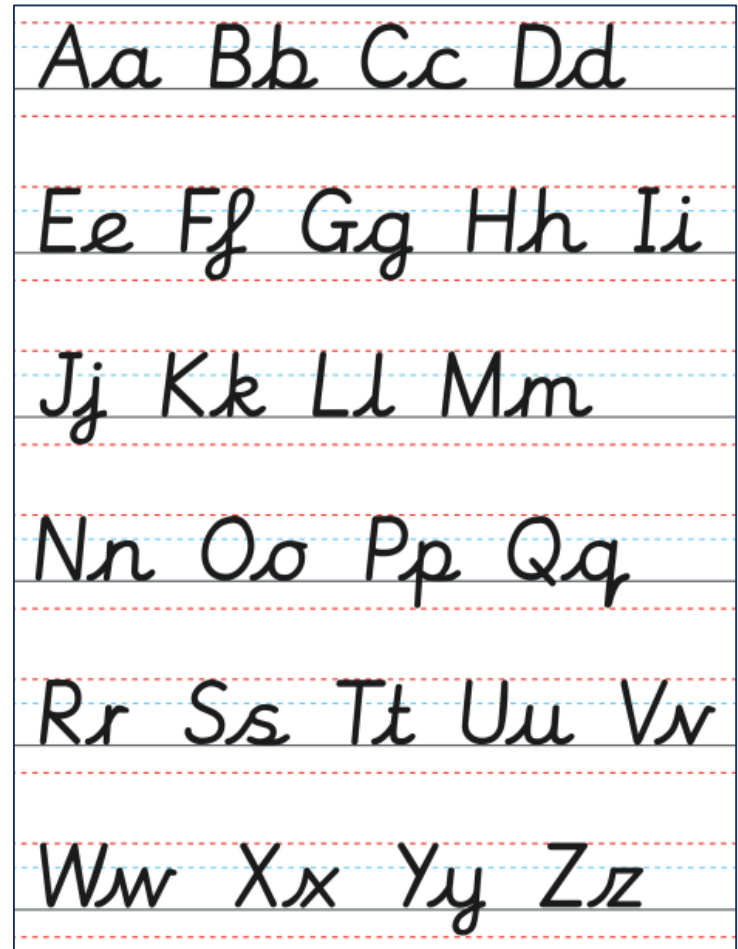 Aa Bb Cc Dd
Ee Ff Gg Hh Ii
Jj Kk Ll Mm
Nn Oo Pp Qq
Rr Ss Tt Uu Vv
Ww Xx Yy Zz